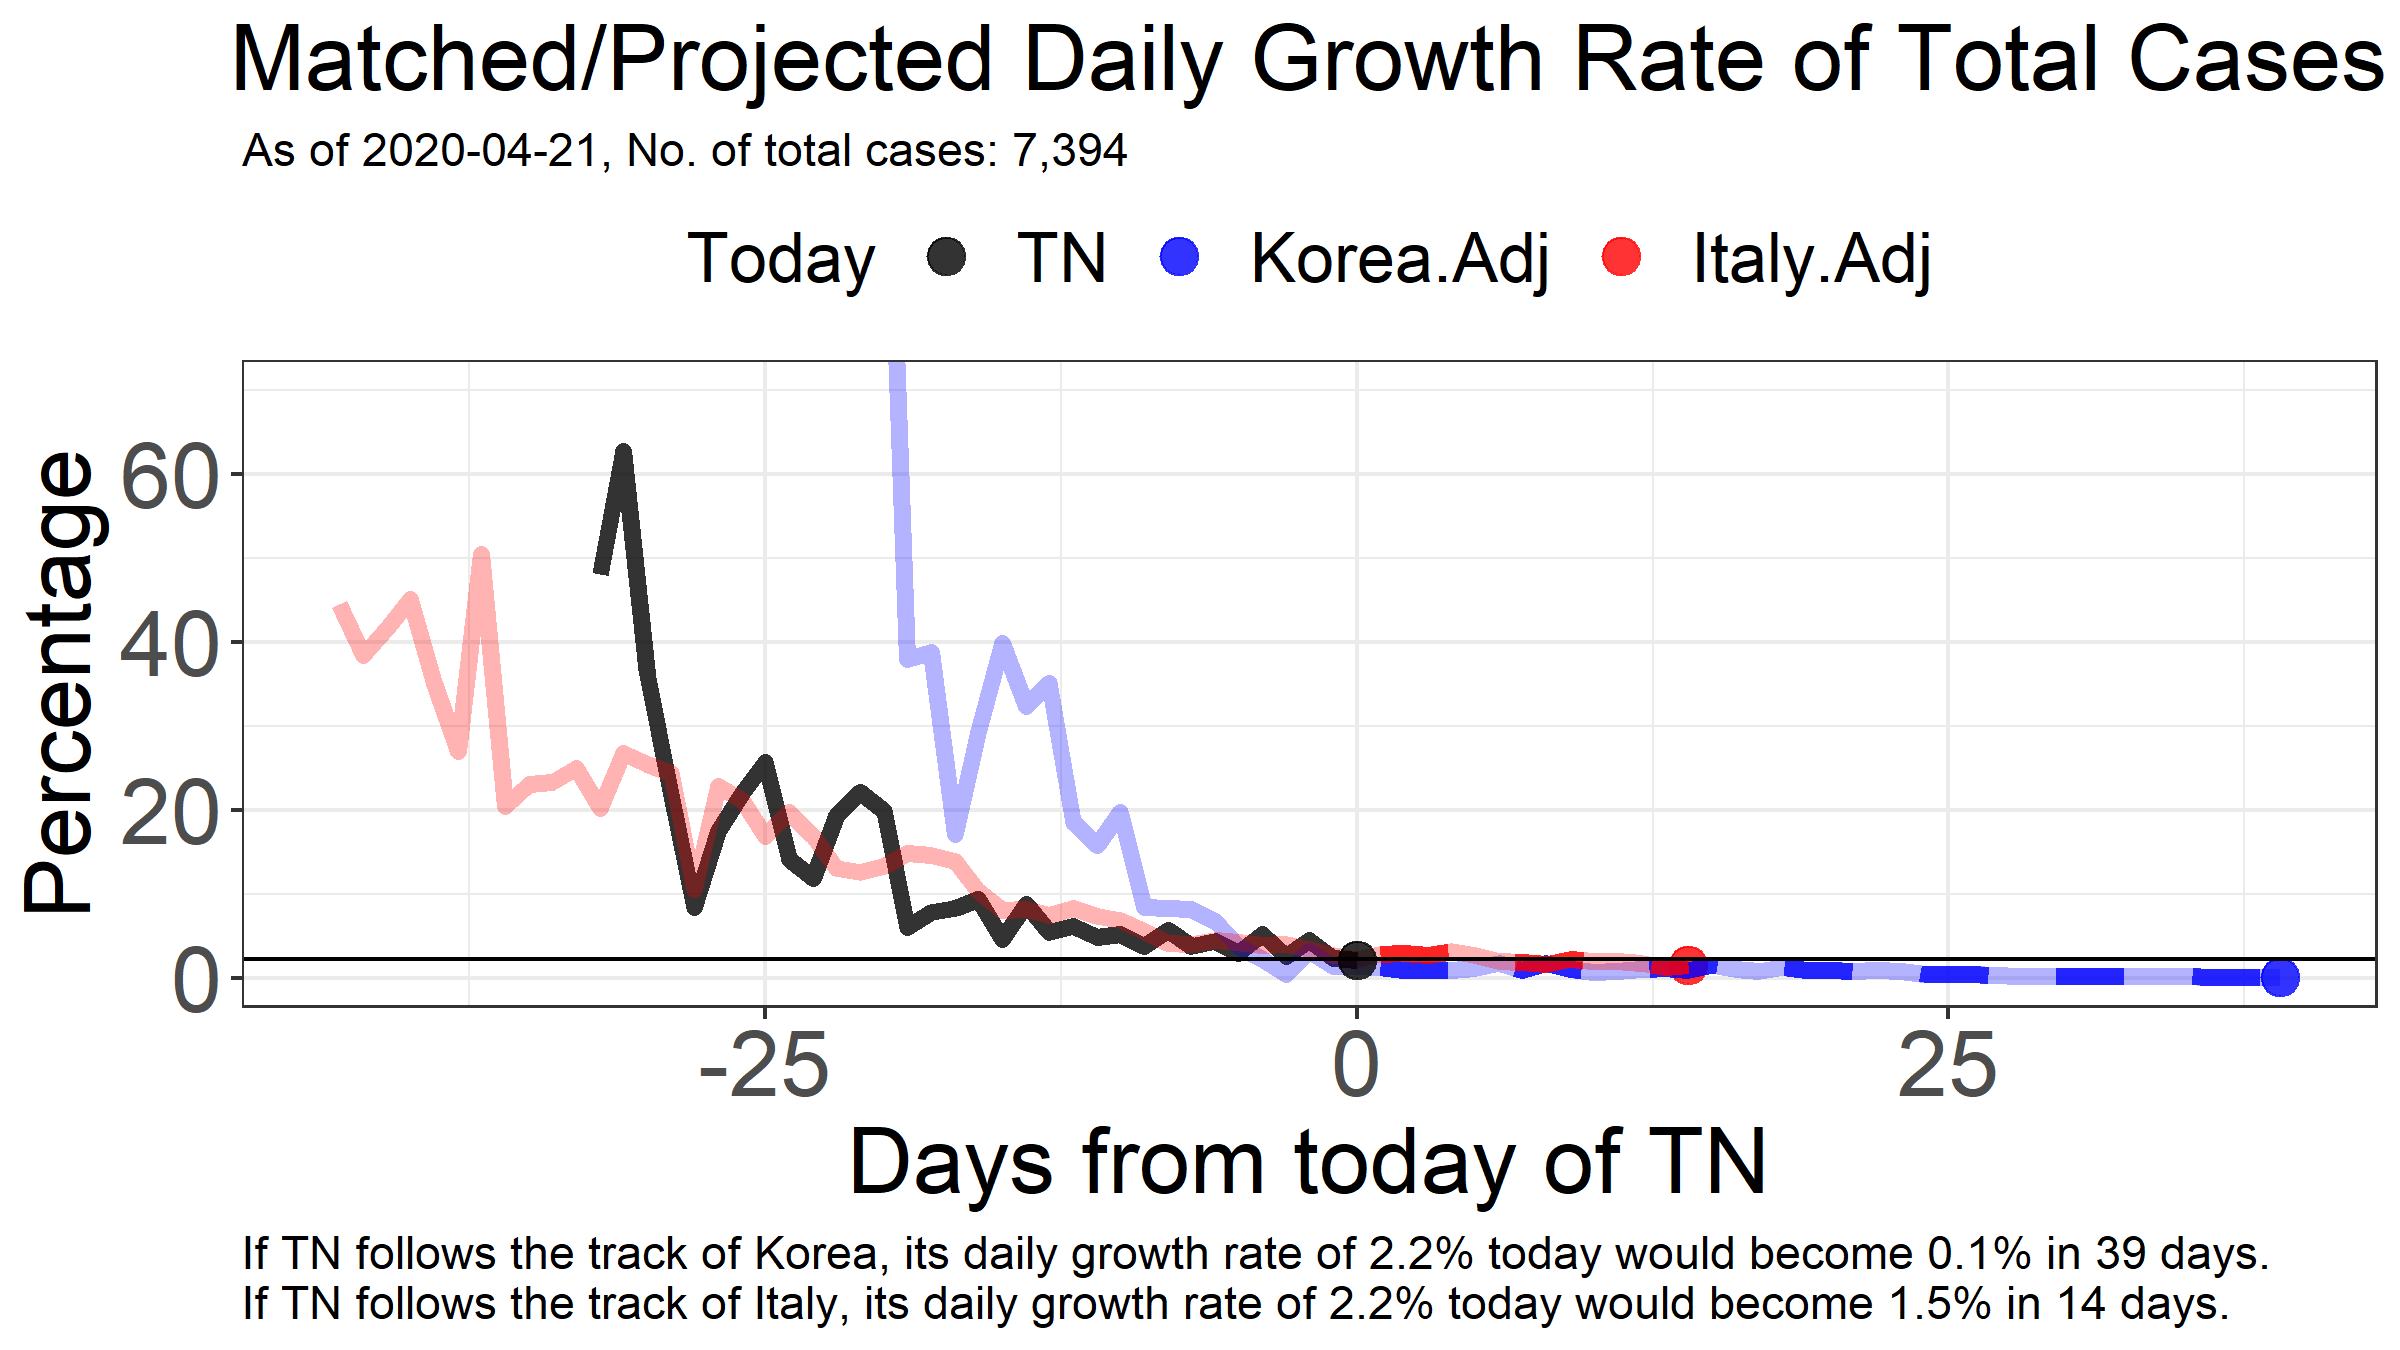 Matched/Projected Daily Growth Rate of Total Cases
As of 2020-04-21, No. of total cases: 7,394
Today TN Korea.Adj Italy.Adj
Percentage
60
40
20
0
-25 0 25
Days from today of TN
If TN follows the track of Korea, its daily growth rate of 2.2% today would become 0.1% in 39 days.
If TN follows the track of Italy, its daily growth rate of 2.2% today would become 1.5% in 14 days.